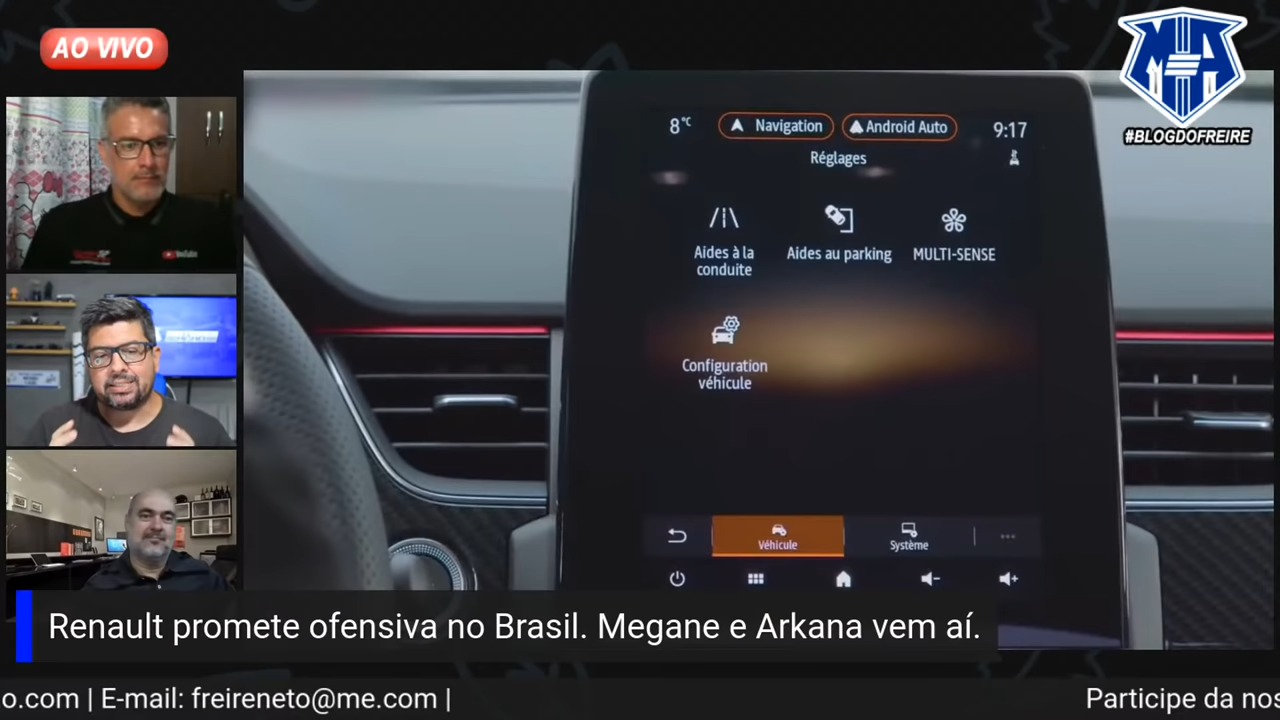 AO VIVO
MA
#BLOGDOFREIRE
8°C
Navigation
Android Auto
9:17
Réglages
Aides à la
conduite
Aides au parking
MULTI-SENSE
Configuration
véhicule
Véhicule
Système
YouTube
Renault promete ofensiva no Brasil. Megane e Arkana vem aí.
o.com | E-mail: freireneto@me.com |
Participe da nos